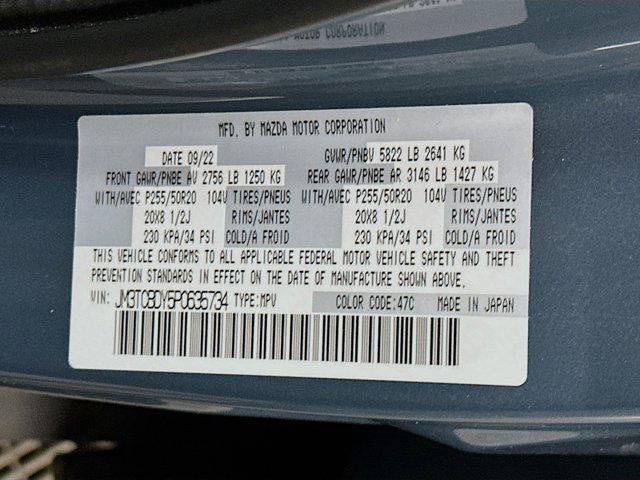 MFD. BY MAZDA MOTOR CORPORATION
DATE 09/22 GVWR/PNBV 5822 LB 2641 KG
FRONT GAWR/PNBE AV 2756 LB 1250 KG REAR GAWR/PNBE AR 3146 LB 1427 KG
WITH/AVEC P255/50R20 104V TIRES/PNEUS WITH/AVEC P255/50R20 104V TIRES/PNEUS
20X8 1/2J RIMS/JANTES 20X8 1/2J RIMS/JANTES
230 KPA/34 PSI COLD/A FROID 230 KPA/34 PSI COLD/A FROID
THIS VEHICLE CONFORMS TO ALL APPLICABLE FEDERAL MOTOR VEHICLE SAFETY AND THEFT
PREVENTION STANDARDS IN EFFECT ON THE DATE OF MANUFACTURE SHOWN ABOVE.
VIN: JM3TCBDY5P0635734 TYPE:MPV COLOR CODE:47C MADE IN JAPAN